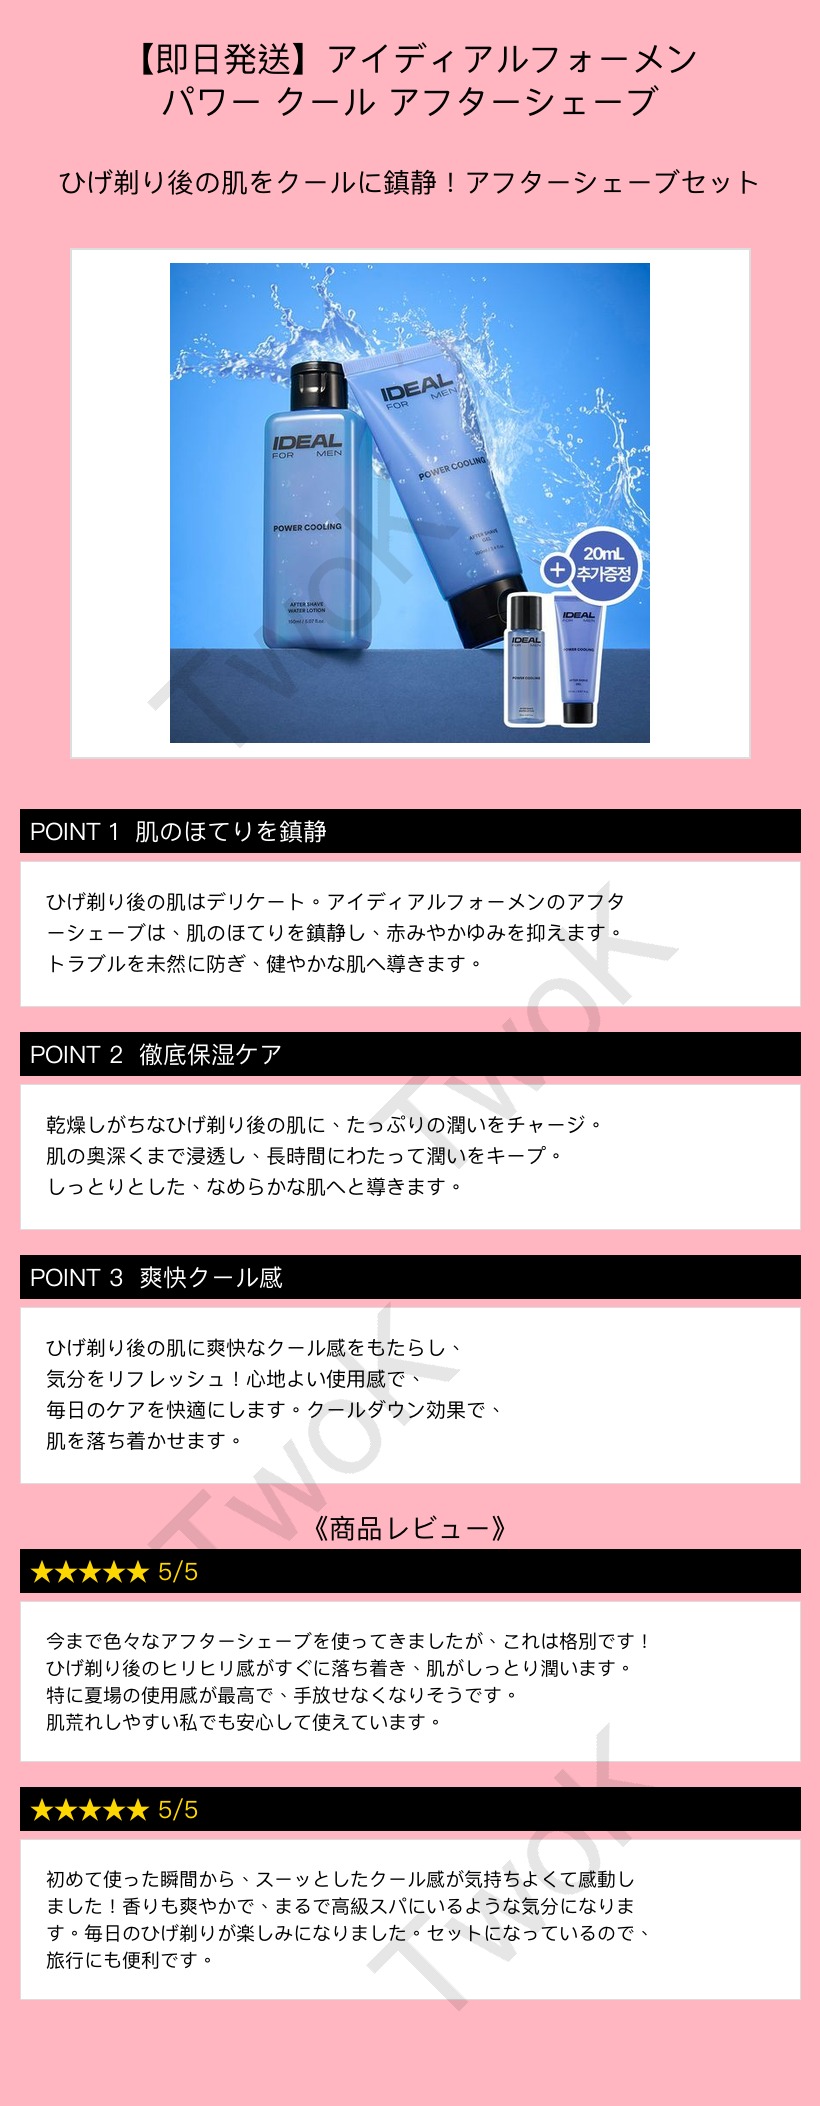 【即日発送】アイディアルフォーメン
パワー クール アフターシェーブ
ひげ剃り後の肌をクールに鎮静！アフターシェーブセット
IDEAL
FOR MEN
POWER COOLING
AFTER SHAVE
WATER LOTION
150ml / 5.07 fl.oz
IDEAL
FOR MEN
POWER COOLING
AFTER SHAVE
GEL
20mL
추가증정
+
IDEAL
FOR MEN
POWER COOLING
IDEAL
FOR MEN
POWER COOLING
AFTER SHAVE
GEL
TwoK
POINT 1 肌のほてりを鎮静
ひげ剃り後の肌はデリケート。アイディアルフォーメンのアフタ
ーシェーブは、肌のほてりを鎮静し、赤みやかゆみを抑えます。
トラブルを未然に防ぎ、健やかな肌へ導きます。
TwoK
POINT 2 徹底保湿ケア
乾燥しがちなひげ剃り後の肌に、たっぷりの潤いをチャージ。
肌の奥深くまで浸透し、長時間にわたって潤いをキープ。
しっとりとした、なめらかな肌へと導きます。
POINT 3 爽快クール感
ひげ剃り後の肌に爽快なクール感をもたらし、
気分をリフレッシュ！心地よい使用感で、
毎日のケアを快適にします。クールダウン効果で、
肌を落ち着かせます。
TwoK
《商品レビュー》
★★★★★ 5/5
今まで色々なアフターシェーブを使ってきましたが、これは格別です！
ひげ剃り後のヒリヒリ感がすぐに落ち着き、肌がしっとり潤います。
特に夏場の使用感が最高で、手放せなくなりそうです。
肌荒れしやすい私でも安心して使えています。
★★★★★ 5/5
初めて使った瞬間から、スーッとしたクール感が気持ちよくて感動し
ました！香りも爽やかで、まるで高級スパにいるような気分になりま
す。毎日のひげ剃りが楽しみになりました。セットになっているので、
旅行にも便利です。
TwoK